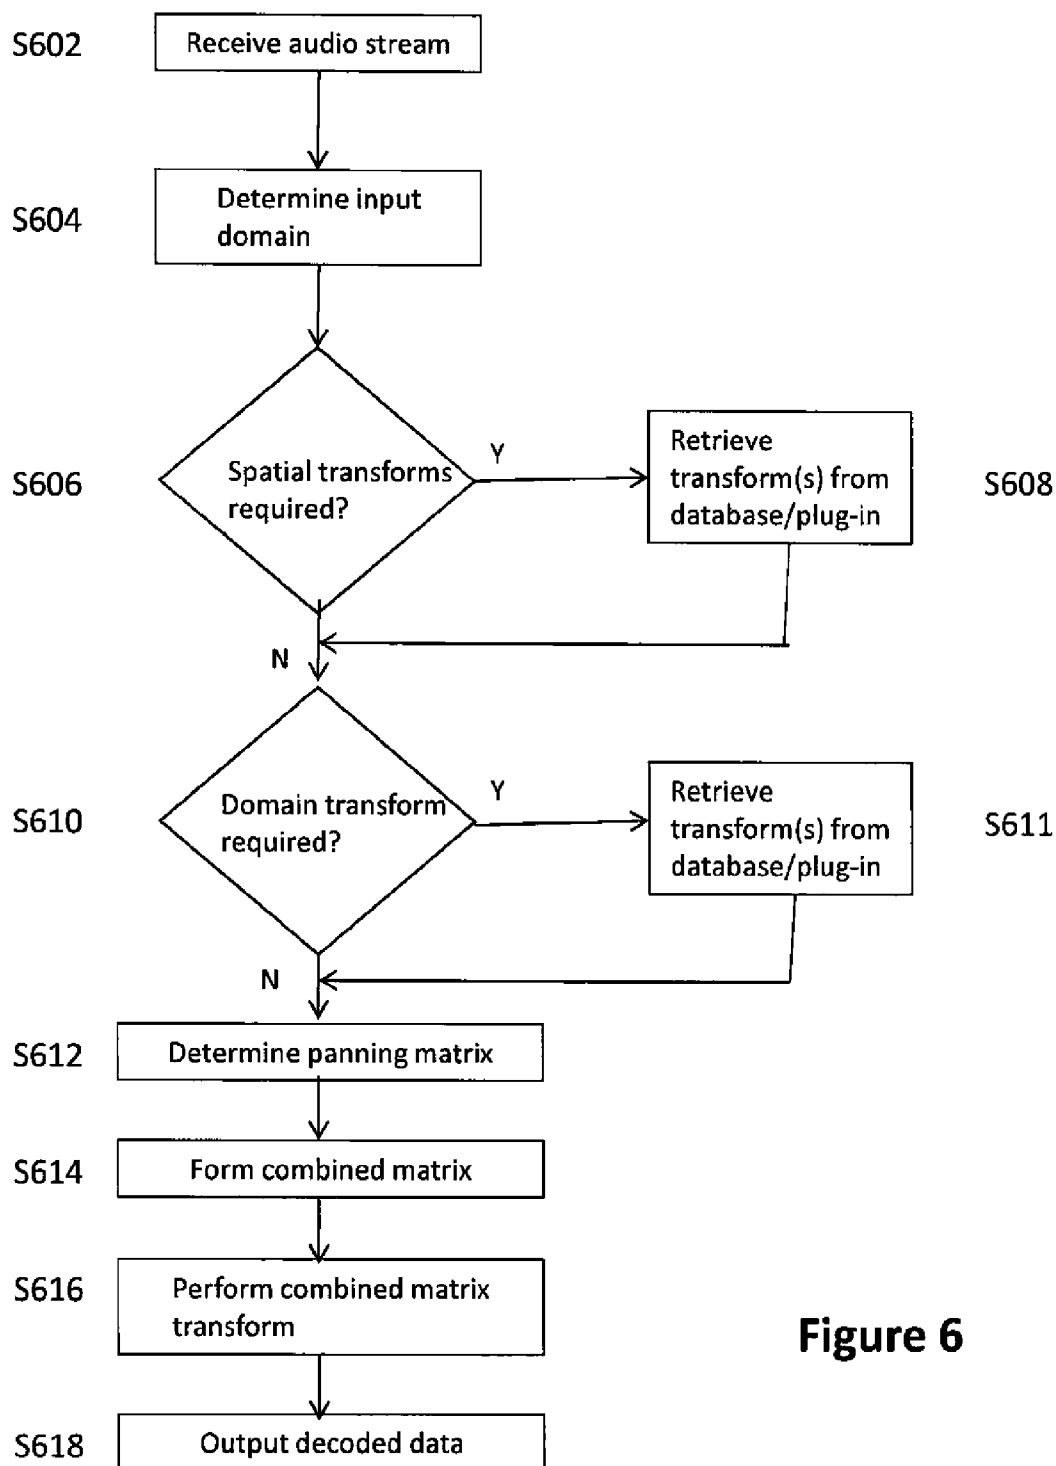 S602
Receive audio stream
S604
Determine input
domain
S606
Spatial transforms
required?
Y
Retrieve
transform(s) from
database/plug-in
S608
N
S610
Domain transform
required?
Y
Retrieve
transform(s) from
database/plug-in
S611
N
S612
Determine panning matrix
S614
Form combined matrix
S616
Perform combined matrix
transform
Figure 6
S618
Output decoded data